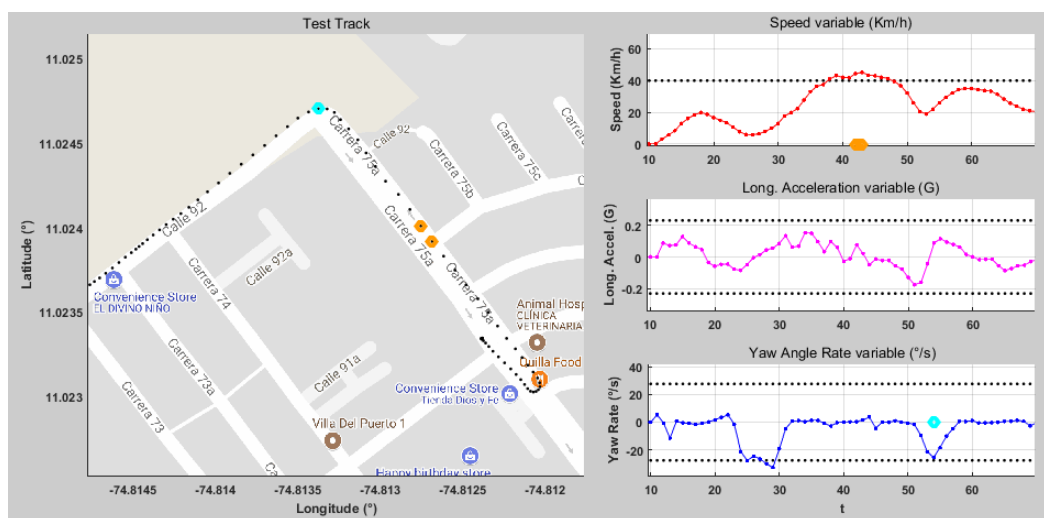 Test Track
11.025
11.0245
11.024
11.0235
11.023
Latitude (°)
-74.8145
-74.814
-74.8135
-74.813
-74.8125
-74.812
Longitude (°)
Calle 92
Carrera 75a
Calle 92
Carrera 75b
Carrera 75c
Carrera 75a
Carrera 75a
Calle 92a
Carrera 74
Convenience Store
EL DIVINO NIÑO
Carrera 73a
Carrera 73
Calle 91a
Villa Del Puerto 1
Animal Hosp
CLÍNICA
VETERINARIA
Quilla Food
Convenience Store
Tienda Dios y Fe
Happy birthday store
Speed variable (Km/h)
Speed (Km/h)
60
40
20
0
10
20
30
40
50
60
Long. Acceleration variable (G)
Long. Accel. (G)
0.2
0
-0.2
10
20
30
40
50
60
Yaw Angle Rate variable (°/s)
Yaw Rate (°/s)
40
20
0
-20
10
20
30
40
50
60
t